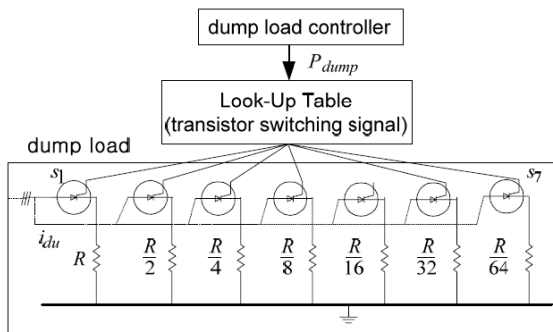 dump load controller
P_dump
Look-Up Table
(transistor switching signal)
dump load
s1 s7
i_du
R R/2 R/4 R/8 R/16 R/32 R/64